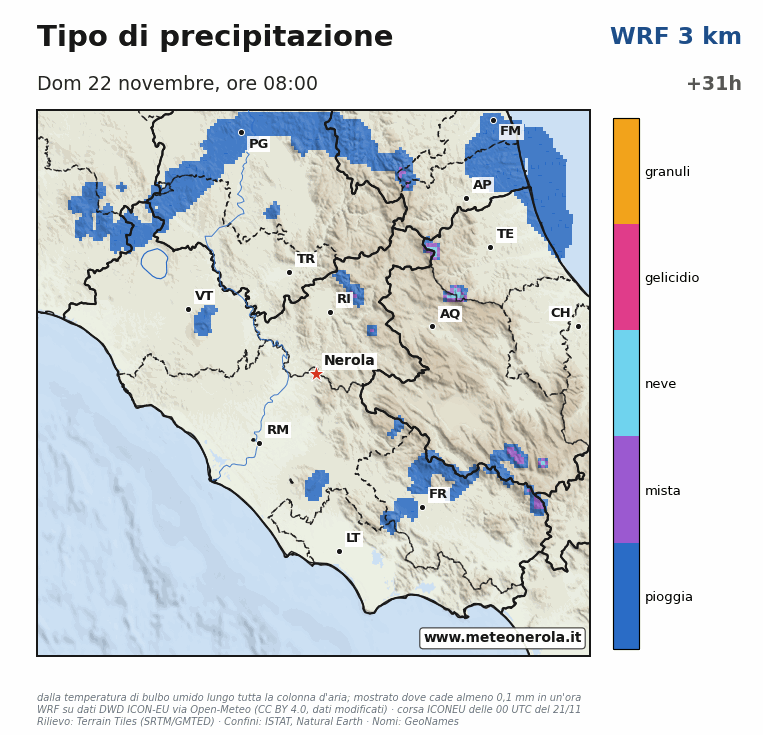 Tipo di precipitazione
WRF 3 km
Dom 22 novembre, ore 08:00
+31h
PG
FM
AP
TE
TR
VT
RI
AQ
CH
Nerola
RM
FR
LT
www.meteonerola.it
granuli
gelicidio
neve
mista
pioggia
dalla temperatura di bulbo umido lungo tutta la colonna d'aria; mostrato dove cade almeno 0,1 mm in un'ora
WRF su dati DWD ICON-EU via Open-Meteo (CC BY 4.0, dati modificati) · corsa ICONEU delle 00 UTC del 21/11
Rilievo: Terrain Tiles (SRTM/GMTED) · Confini: ISTAT, Natural Earth · Nomi: GeoNames